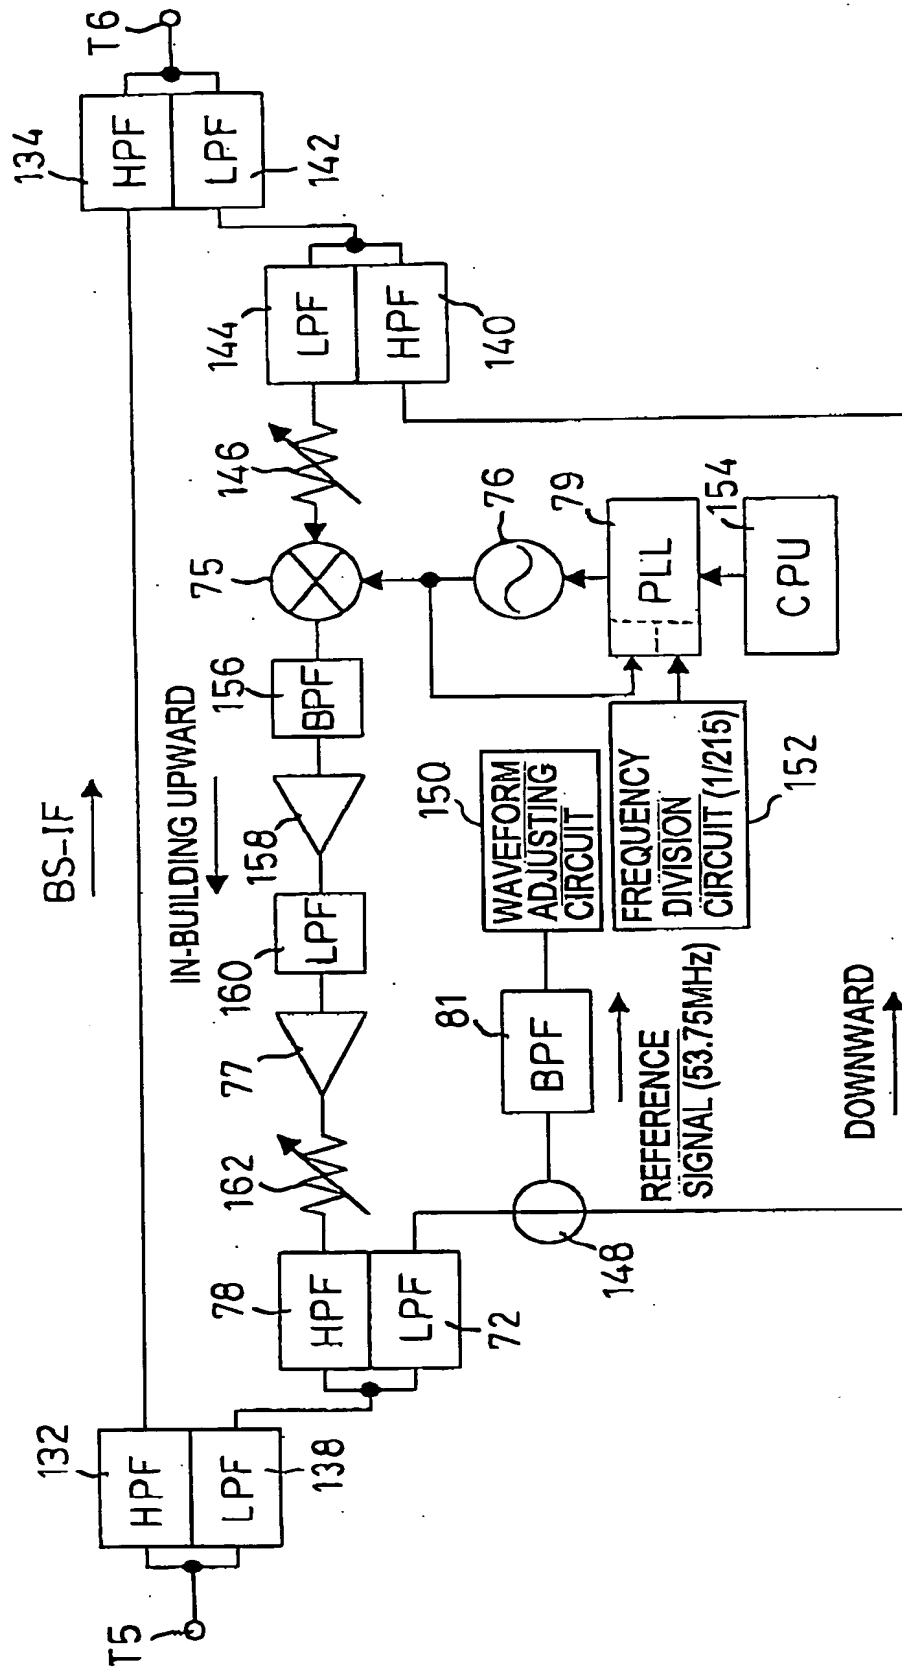 T5
132
HPF
LPF
138
BS-IF
134
HPF
LPF
142
T6
IN-BUILDING UPWARD
78
HPF
LPF
72
162
77
160
LPF
158
156
BPF
75
146
144
LPF
HPF
140
148
81
BPF
REFERENCE
SIGNAL (53.75MHz)
150
WAVEFORM
ADJUSTING
CIRCUIT
FREQUENCY
DIVISION
CIRCUIT (1/215)
152
76
79
PLL
154
CPU
DOWNWARD